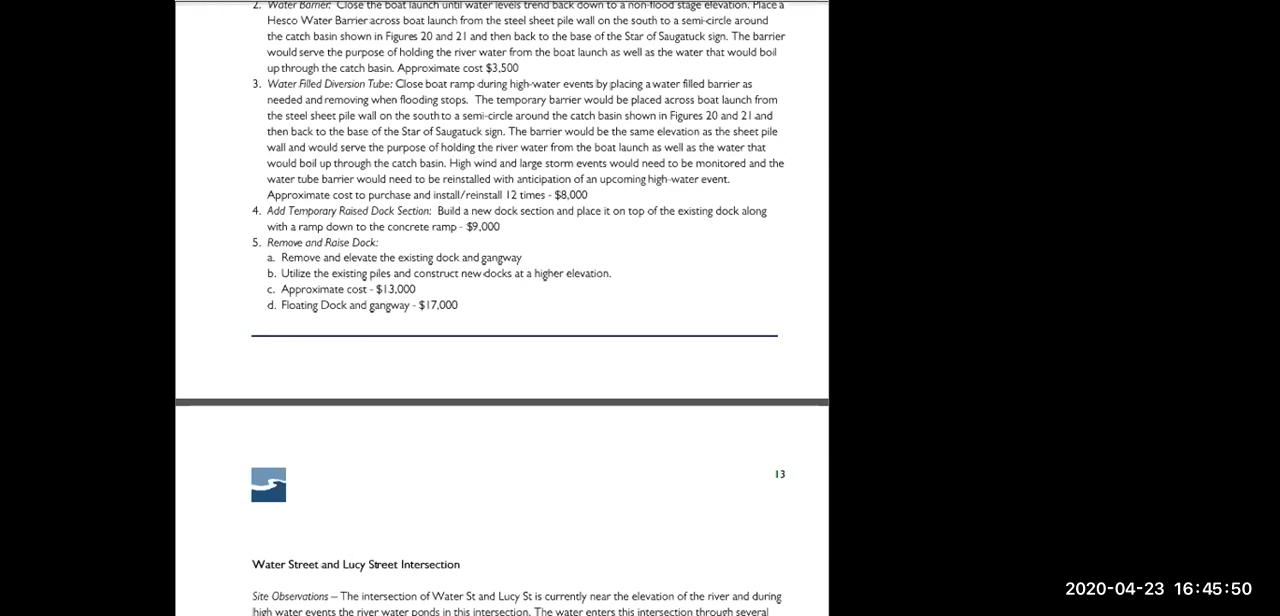 2. Water Barrier: Close the boat launch until water levels trend back down to a non-flood stage elevation. Place a
Hesco Water Barrier across boat launch from the steel sheet pile wall on the south to a semi-circle around
the catch basin shown in Figures 20 and 21 and then back to the base of the Star of Saugatuck sign. The barrier
would serve the purpose of holding the river water from the boat launch as well as the water that would boil
up through the catch basin. Approximate cost $3,500
3. Water Filled Diversion Tube: Close boat ramp during high-water events by placing a water filled barrier as
needed and removing when flooding stops. The temporary barrier would be placed across boat launch from
the steel sheet pile wall on the south to a semi-circle around the catch basin shown in Figures 20 and 21 and
then back to the base of the Star of Saugatuck sign. The barrier would be the same elevation as the sheet pile
wall and would serve the purpose of holding the river water from the boat launch as well as the water that
would boil up through the catch basin. High wind and large storm events would need to be monitored and the
water tube barrier would need to be reinstalled with anticipation of an upcoming high-water event.
Approximate cost to purchase and install/reinstall 12 times - $8,000
4. Add Temporary Raised Dock Section: Build a new dock section and place it on top of the existing dock along
with a ramp down to the concrete ramp - $9,000
5. Remove and Raise Dock:
a. Remove and elevate the existing dock and gangway
b. Utilize the existing piles and construct new docks at a higher elevation.
c. Approximate cost - $13,000
d. Floating Dock and gangway - $17,000
13
Water Street and Lucy Street Intersection
Site Observations – The intersection of Water St and Lucy St is currently near the elevation of the river and during
high water events the river water ponds in this intersection. The water enters this intersection through several
2020-04-23 16:45:50